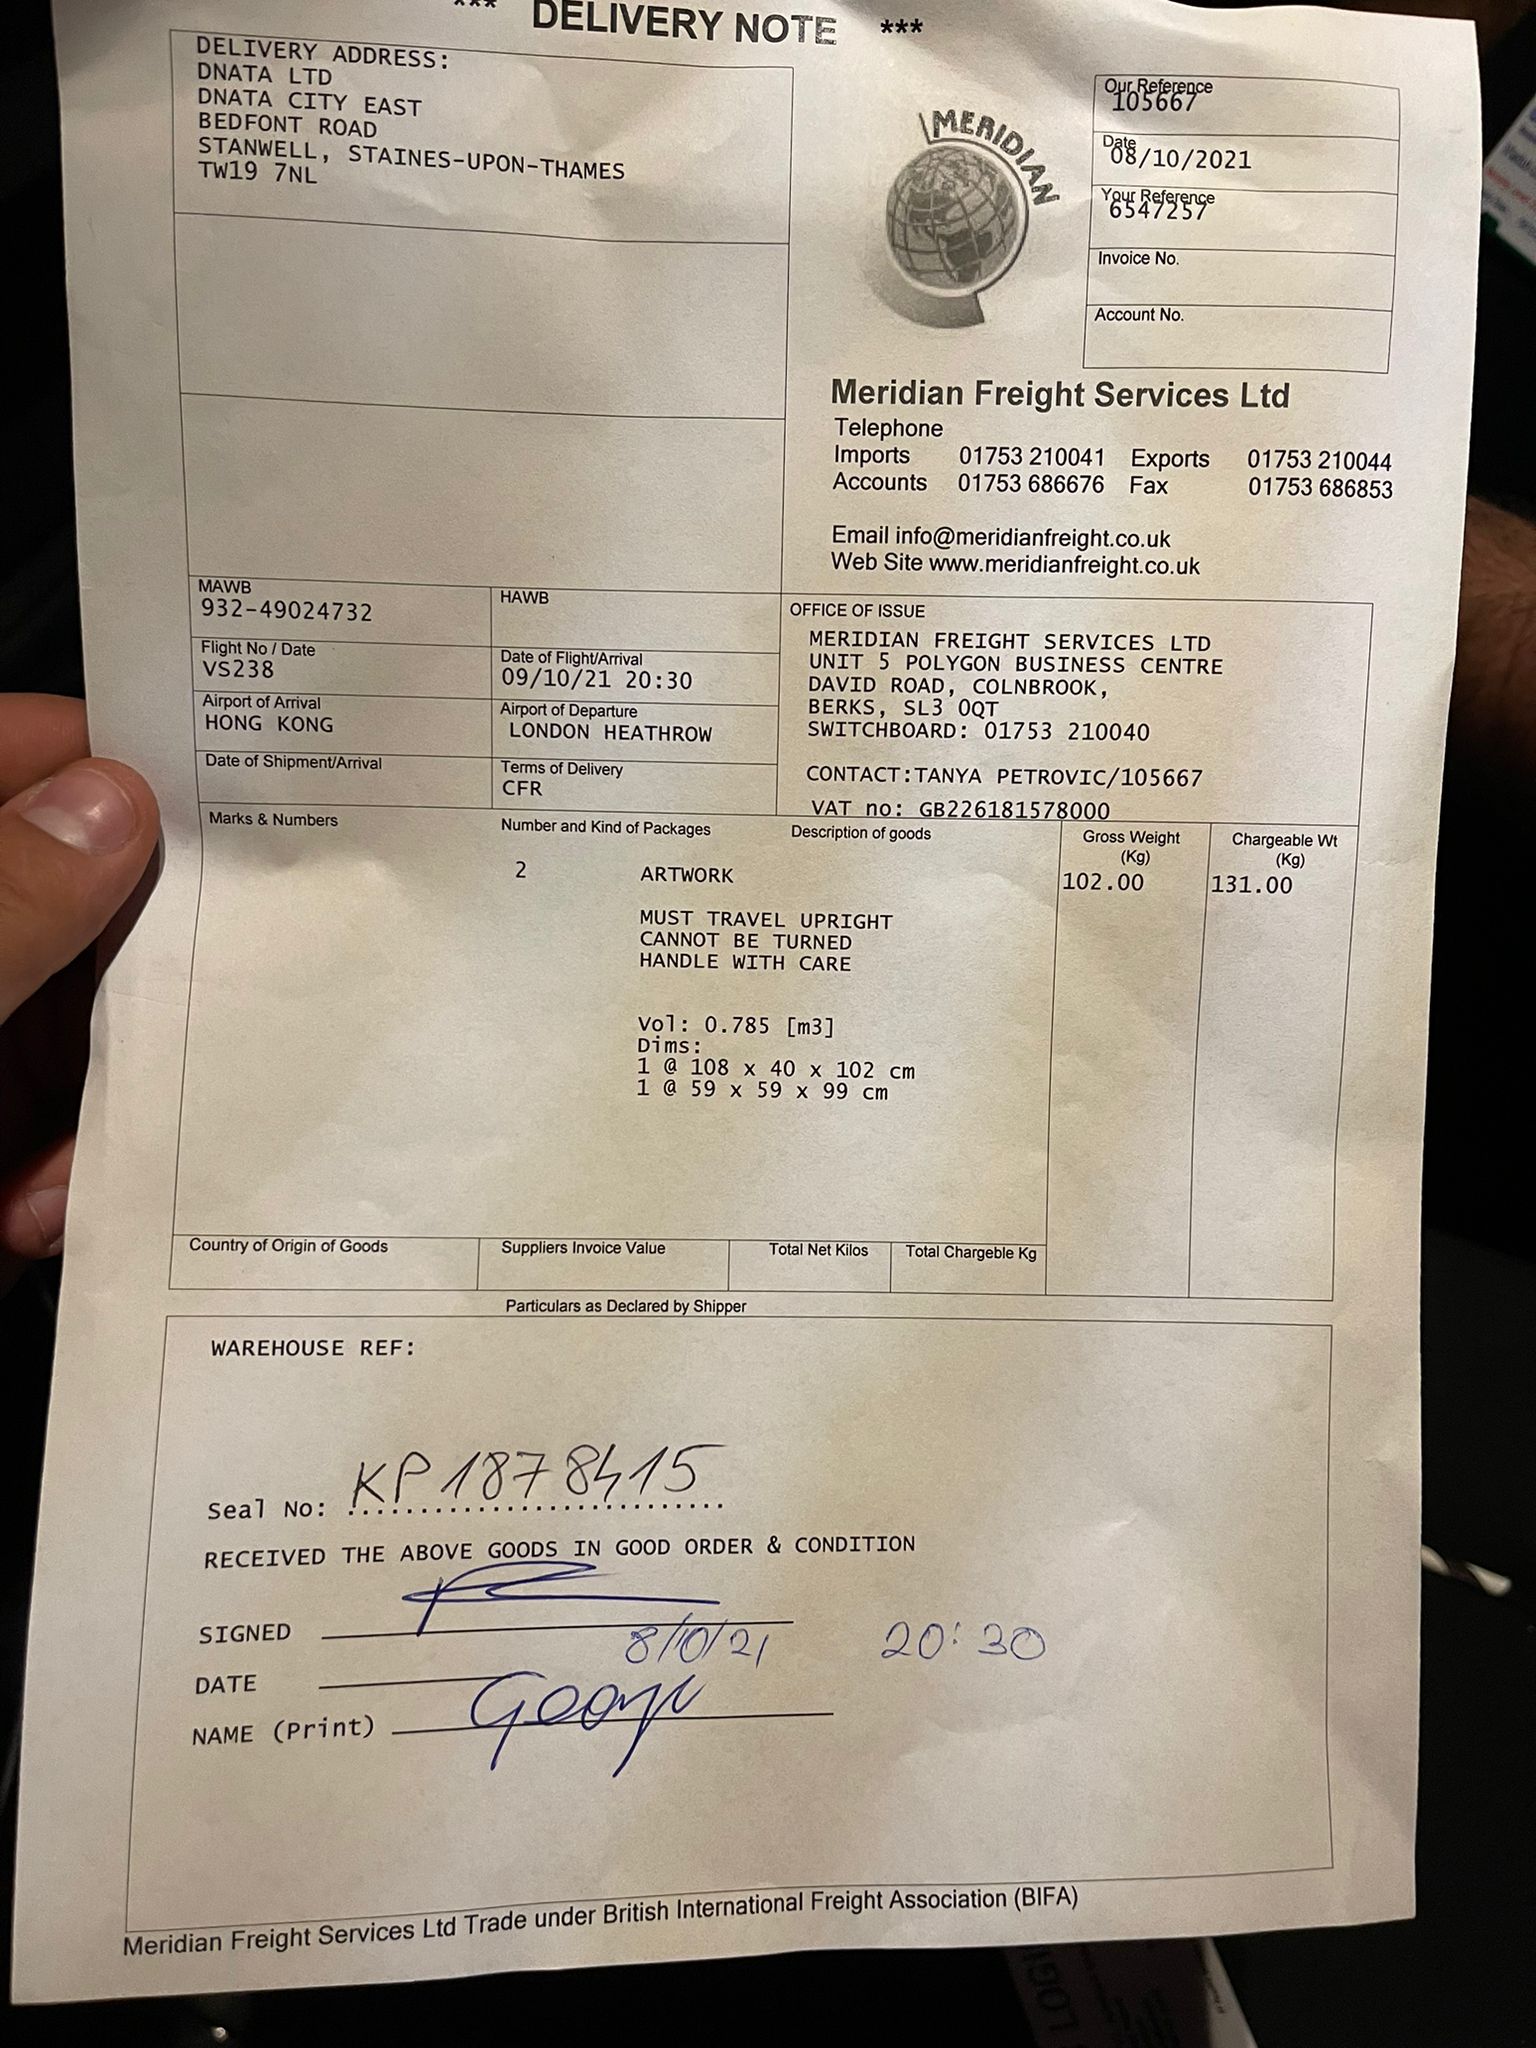 *** DELIVERY NOTE ***
DELIVERY ADDRESS:
DNATA LTD
DNATA CITY EAST
BEDFONT ROAD
STANWELL, STAINES-UPON-THAMES
TW19 7NL
MERIDIAN
Our Reference
105667
Date
08/10/2021
Your Reference
6547257
Invoice No.
Account No.
Meridian Freight Services Ltd
Telephone
Imports 01753 210041 Exports 01753 210044
Accounts 01753 686676 Fax 01753 686853
Email info@meridianfreight.co.uk
Web Site www.meridianfreight.co.uk
MAWB
932-49024732
HAWB
Flight No / Date
VS238
Date of Flight/Arrival
09/10/21 20:30
Airport of Arrival
HONG KONG
Airport of Departure
LONDON HEATHROW
Date of Shipment/Arrival
Terms of Delivery
CFR
OFFICE OF ISSUE
MERIDIAN FREIGHT SERVICES LTD
UNIT 5 POLYGON BUSINESS CENTRE
DAVID ROAD, COLNBROOK,
BERKS, SL3 0QT
SWITCHBOARD: 01753 210040
CONTACT:TANYA PETROVIC/105667
VAT no: GB226181578000
Marks & Numbers
Number and Kind of Packages
Description of goods
Gross Weight
(Kg)
Chargeable Wt
(Kg)
2 ARTWORK 102.00 131.00
MUST TRAVEL UPRIGHT
CANNOT BE TURNED
HANDLE WITH CARE
Vol: 0.785 [m3]
Dims:
1 @ 108 x 40 x 102 cm
1 @ 59 x 59 x 99 cm
Country of Origin of Goods
Suppliers Invoice Value
Total Net Kilos
Total Chargeble Kg
Particulars as Declared by Shipper
WAREHOUSE REF:
Seal No: KP1878415
RECEIVED THE ABOVE GOODS IN GOOD ORDER & CONDITION
SIGNED
DATE 8/10/21 20:30
NAME (Print)
Meridian Freight Services Ltd Trade under British International Freight Association (BIFA)